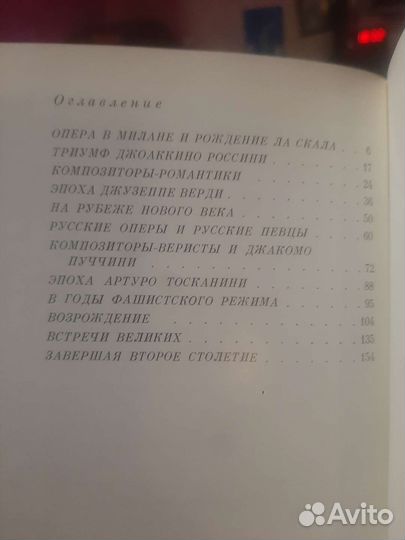 Оглавление
ОПЕРА В МИЛАНЕ И РОЖДЕНИЕ ЛА СКАЛА . . 6
ТРИУМФ ДЖОАККИНО РОССИНИ . . . . . . 17
КОМПОЗИТОРЫ-РОМАНТИКИ . . . . . . . 24
ЭПОХА ДЖУЗЕППЕ ВЕРДИ . . . . . . . . 36
НА РУБЕЖЕ НОВОГО ВЕКА . . . . . . . . 50
РУССКИЕ ОПЕРЫ И РУССКИЕ ПЕВЦЫ . . . . 60
КОМПОЗИТОРЫ-ВЕРИСТЫ И ДЖАКОМО
ПУЧЧИНИ . . . . . . . . . . . . 72
ЭПОХА АРТУРО ТОСКАНИНИ . . . . . . . 88
В ГОДЫ ФАШИСТСКОГО РЕЖИМА . . . . . 95
ВОЗРОЖДЕНИЕ . . . . . . . . . . . 104
ВСТРЕЧИ ВЕЛИКИХ . . . . . . . . . . 135
ЗАВЕРШАЯ ВТОРОЕ СТОЛЕТИЕ . . . . . . 154
Avito